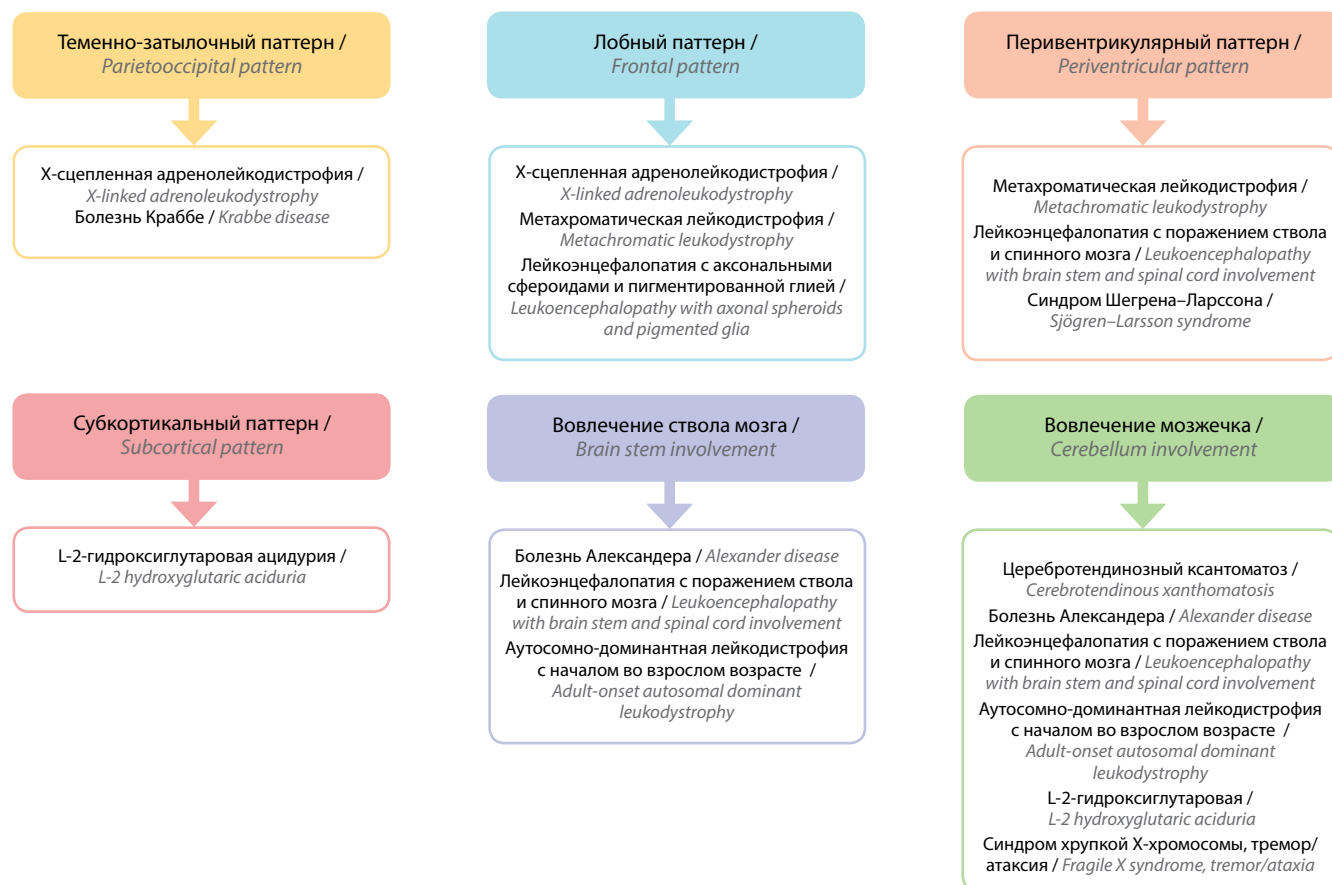 Теменно-затылочный паттерн /
Parietooccipital pattern
Х-сцепленная адренолейкодистрофия /
X-linked adrenoleukodystrophy
Болезнь Краббе / Krabbe disease
Лобный паттерн /
Frontal pattern
Х-сцепленная адренолейкодистрофия /
X-linked adrenoleukodystrophy
Метахроматическая лейкодистрофия /
Metachromatic leukodystrophy
Лейкоэнцефалопатия с аксональными
сфероидами и пигментированной глией /
Leukoencephalopathy with axonal spheroids
and pigmented glia
Перивентрикулярный паттерн /
Periventricular pattern
Метахроматическая лейкодистрофия /
Metachromatic leukodystrophy
Лейкоэнцефалопатия с поражением ствола
и спинного мозга / Leukoencephalopathy
with brain stem and spinal cord involvement
Синдром Шегрена–Ларссона /
Sjögren–Larsson syndrome
Субкортикальный паттерн /
Subcortical pattern
L-2-гидроксиглутаровая ацидурия /
L-2 hydroxyglutaric aciduria
Вовлечение ствола мозга /
Brain stem involvement
Болезнь Александера / Alexander disease
Лейкоэнцефалопатия с поражением ствола
и спинного мозга / Leukoencephalopathy
with brain stem and spinal cord involvement
Аутосомно-доминантная лейкодистрофия
с началом во взрослом возрасте /
Adult-onset autosomal dominant
leukodystrophy
Вовлечение мозжечка /
Cerebellum involvement
Церебротендинозный ксантоматоз /
Cerebrotendinous xanthomatosis
Болезнь Александера / Alexander disease
Лейкоэнцефалопатия с поражением ствола
и спинного мозга / Leukoencephalopathy
with brain stem and spinal cord involvement
Аутосомно-доминантная лейкодистрофия
с началом во взрослом возрасте /
Adult-onset autosomal dominant
leukodystrophy
L-2-гидроксиглутаровая /
L-2 hydroxyglutaric aciduria
Синдром хрупкой Х-хромосомы, тремор/
атаксия / Fragile X syndrome, tremor/ataxia